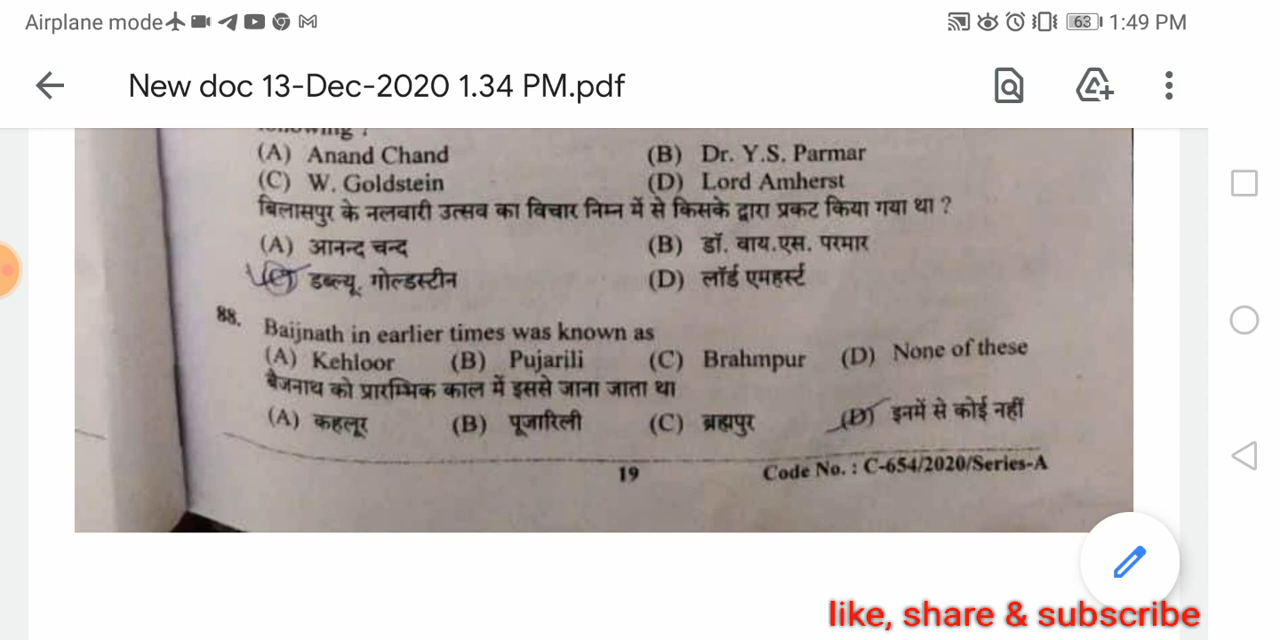 Airplane mode 63 1:49 PM
New doc 13-Dec-2020 1.34 PM.pdf
(A) Anand Chand (B) Dr. Y.S. Parmar
(C) W. Goldstein (D) Lord Amherst
बिलासपुर के नलवारी उत्सव का विचार निम्न में से किसके द्वारा प्रकट किया गया था ?
(A) आनन्द चन्द (B) डॉ. वाय.एस. परमार
(C) डब्ल्यू. गोल्डस्टीन (D) लॉर्ड एमहर्स्ट
88. Baijnath in earlier times was known as
(A) Kehloor (B) Pujarili (C) Brahmpur (D) None of these
बैजनाथ को प्रारम्भिक काल में इससे जाना जाता था
(A) कहलूर (B) पूजारिली (C) ब्रह्मपुर (D) इनमें से कोई नहीं
19 Code No. : C-654/2020/Series-A
like, share & subscribe